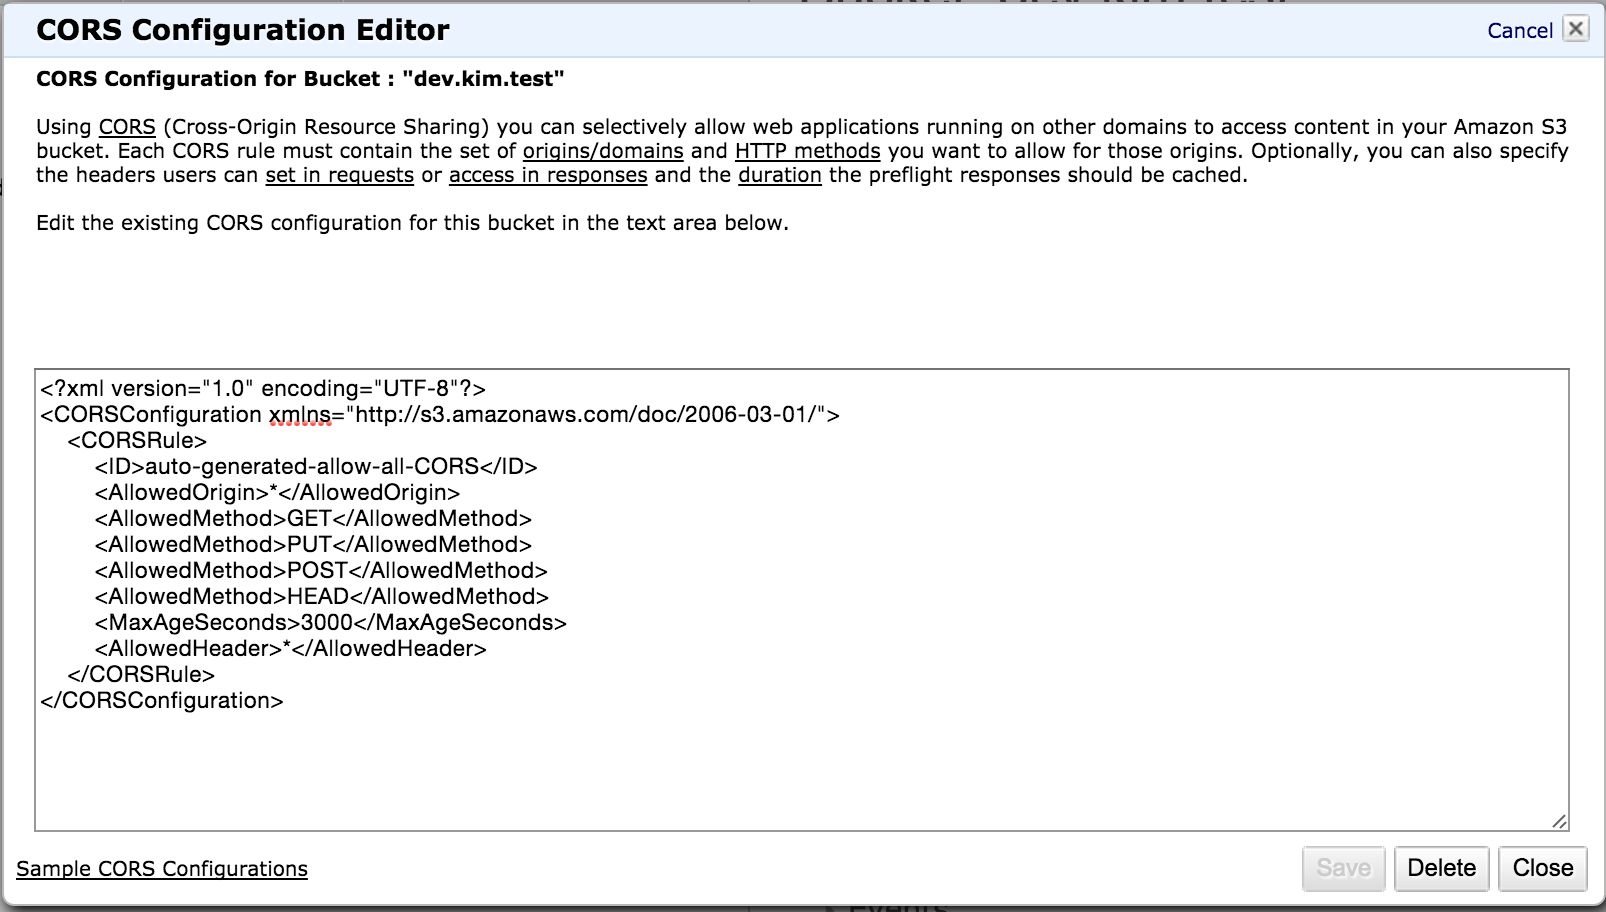 CORS Configuration Editor
Cancel
CORS Configuration for Bucket : "dev.kim.test"
Using CORS (Cross-Origin Resource Sharing) you can selectively allow web applications running on other domains to access content in your Amazon S3
bucket. Each CORS rule must contain the set of origins/domains and HTTP methods you want to allow for those origins. Optionally, you can also specify
the headers users can set in requests or access in responses and the duration the preflight responses should be cached.
Edit the existing CORS configuration for this bucket in the text area below.
<?xml version="1.0" encoding="UTF-8"?>
<CORSConfiguration xmlns="http://s3.amazonaws.com/doc/2006-03-01/">
<CORSRule>
<ID>auto-generated-allow-all-CORS</ID>
<AllowedOrigin>*</AllowedOrigin>
<AllowedMethod>GET</AllowedMethod>
<AllowedMethod>PUT</AllowedMethod>
<AllowedMethod>POST</AllowedMethod>
<AllowedMethod>HEAD</AllowedMethod>
<MaxAgeSeconds>3000</MaxAgeSeconds>
<AllowedHeader>*</AllowedHeader>
</CORSRule>
</CORSConfiguration>
Sample CORS Configurations
Save
Delete
Close